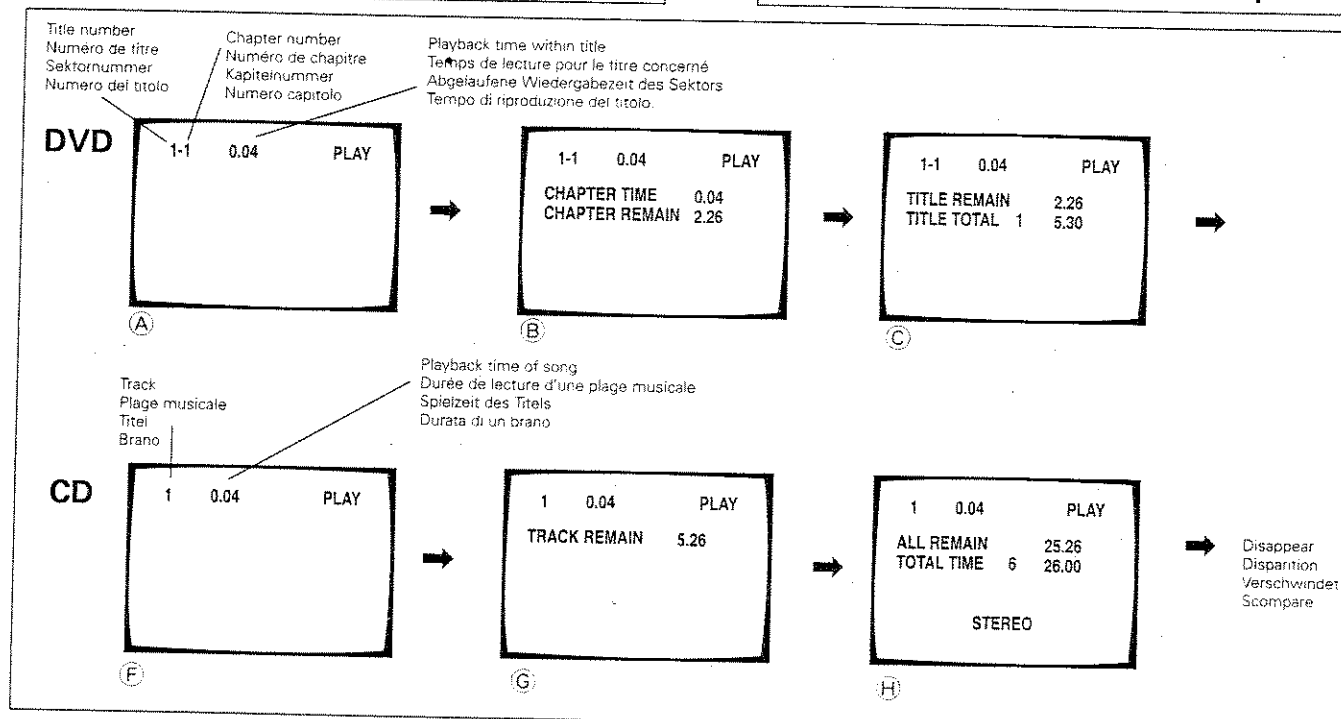 Title number
Numéro de titre
Sektornummer
Numero del titolo
Chapter number
Numéro de chapitre
Kapitelnummer
Numero capitolo
Playback time within title
Temps de lecture pour le titre concerné
Abgelaufene Wiedergabezeit des Sektors
Tempo di riproduzione del titolo.
DVD
1-1 0.04 PLAY
A
1-1 0.04 PLAY
CHAPTER TIME 0.04
CHAPTER REMAIN 2.26
B
1-1 0.04 PLAY
TITLE REMAIN 2.26
TITLE TOTAL 1 5.30
C
Track
Plage musicale
Titel
Brano
Playback time of song
Durée de lecture d'une plage musicale
Spielzeit des Titels
Durata di un brano
CD
1 0.04 PLAY
F
1 0.04 PLAY
TRACK REMAIN 5.26
G
1 0.04 PLAY
ALL REMAIN 25.26
TOTAL TIME 6 26.00
STEREO
H
Disappear
Disparition
Verschwindet
Scompare